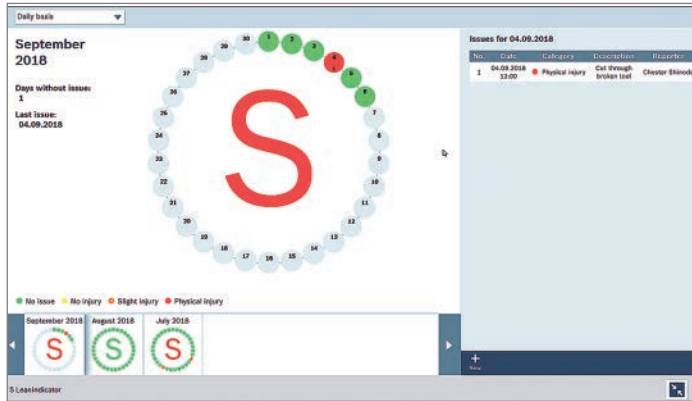 Daily basis
September
2018
Days without issue:
1
Last issue:
04.09.2018
1
2
3
4
1
5
6
7
8
9
10
11
12
13
14
15
16
17
18
19
20
21
22
23
24
25
26
27
28
29
30
S
No issue No injury Slight injury Physical injury
September 2018 August 2018 July 2018
S S S
S LeanIndicator
Issues for 04.09.2018
No. Date Category Description Reporter
1 04.09.2018 Physical injury Cut through Chester Shinoda
12:00 broken tool
New